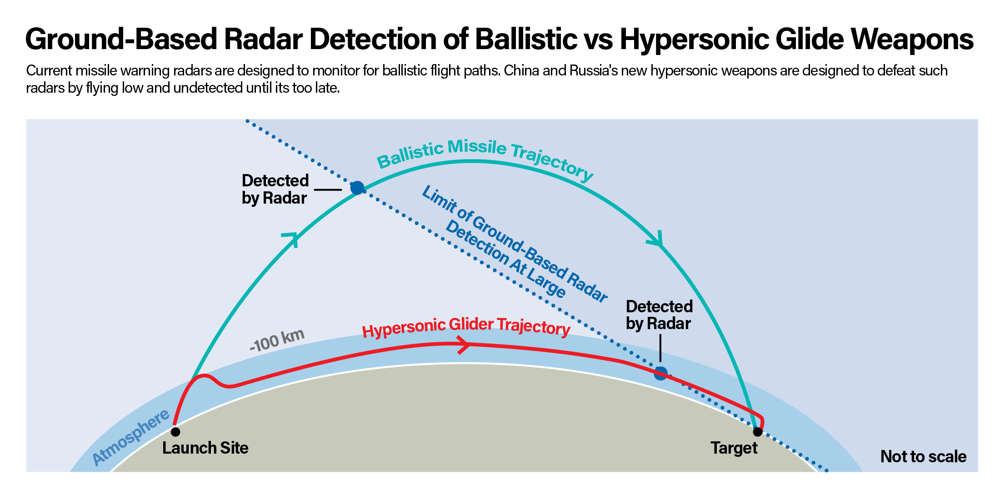 Ground-Based Radar Detection of Ballistic vs Hypersonic Glide Weapons
Current missile warning radars are designed to monitor for ballistic flight paths. China and Russia's new hypersonic weapons are designed to defeat such
radars by flying low and undetected until its too late.
Ballistic Missile Trajectory
Detected
by Radar
Limit of Ground-Based Radar
Detection At Large
Detected
by Radar
Hypersonic Glider Trajectory
-100 km
Atmosphere
Launch Site
Target
Not to scale